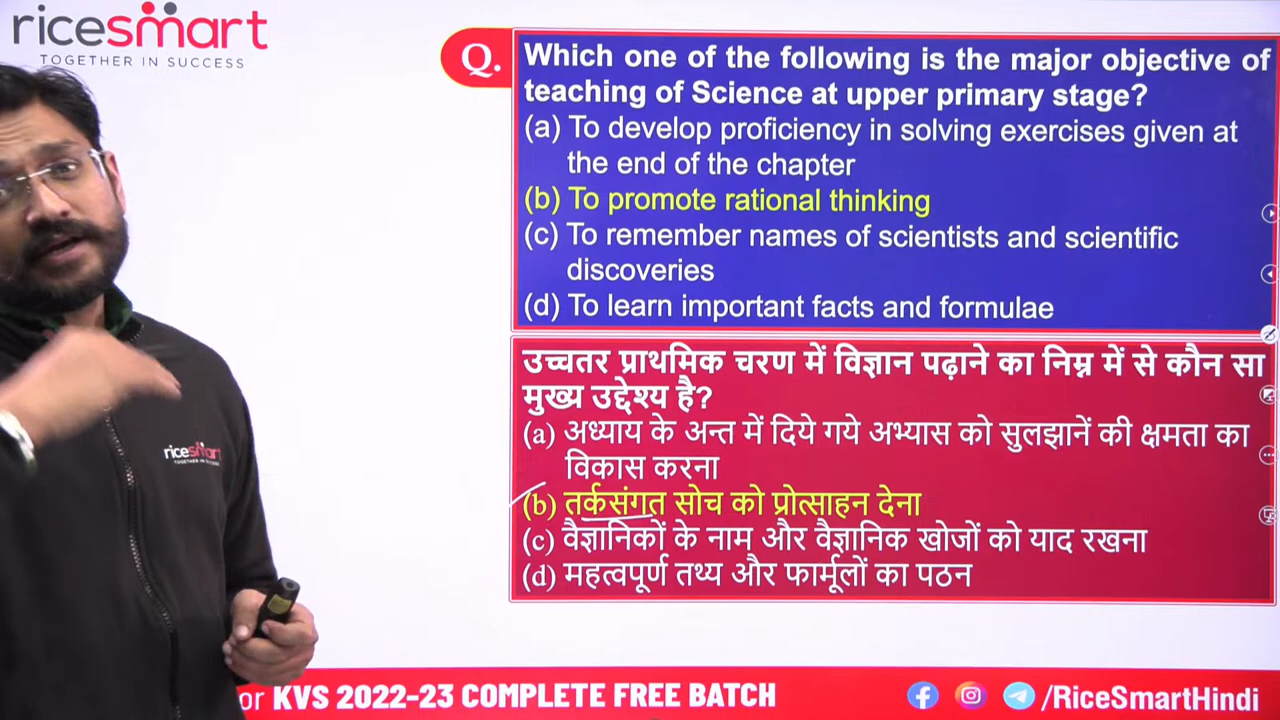 ricesmart
TOGETHER IN SUCCESS
Q.
Which one of the following is the major objective of
teaching of Science at upper primary stage?
(a) To develop proficiency in solving exercises given at
the end of the chapter
(b) To promote rational thinking
(c) To remember names of scientists and scientific
discoveries
(d) To learn important facts and formulae
उच्चतर प्राथमिक चरण में विज्ञान पढ़ाने का निम्न में से कौन सा
मुख्य उद्देश्य है?
(a) अध्याय के अन्त में दिये गये अभ्यास को सुलझानें की क्षमता का
विकास करना
(b) तर्कसंगत सोच को प्रोत्साहन देना
(c) वैज्ञानिकों के नाम और वैज्ञानिक खोजों को याद रखना
(d) महत्वपूर्ण तथ्य और फार्मूलों का पठन
ricesmart
TOGETHER IN SUCCESS
or KVS 2022-23 COMPLETE FREE BATCH
/RiceSmartHindi